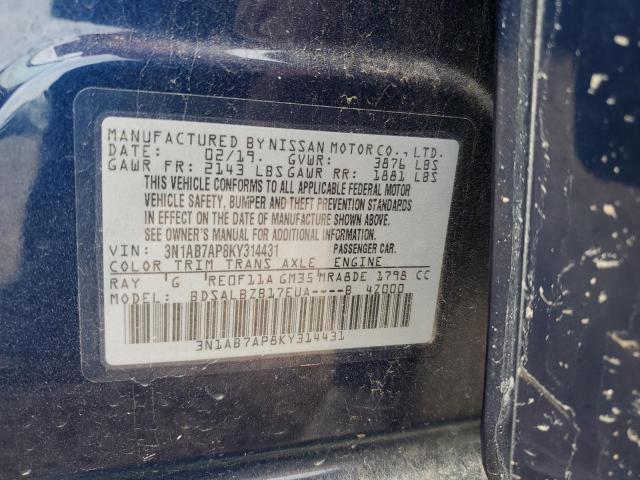 MANUFACTURED BY NISSAN MOTOR CO., LTD.
DATE: 02/19. GVWR: 3876 LBS
GAWR FR: 2143 LBS GAWR RR: 1881 LBS
THIS VEHICLE CONFORMS TO ALL APPLICABLE FEDERAL MOTOR
VEHICLE SAFETY, BUMPER AND THEFT PREVENTION STANDARDS
IN EFFECT ON THE DATE OF MANUFACTURE SHOWN ABOVE.
SEE OWNER'S MANUAL FOR ADDITIONAL INFORMATION.
VIN: 3N1AB7AP8KY314431 PASSENGER CAR.
COLOR TRIM TRANS AXLE ENGINE
RAY G RE0F11A GM35 MRA8DE 1798 CC
MODEL: BDSALBZB17EUA----B 47000
3N1AB7AP8KY314431